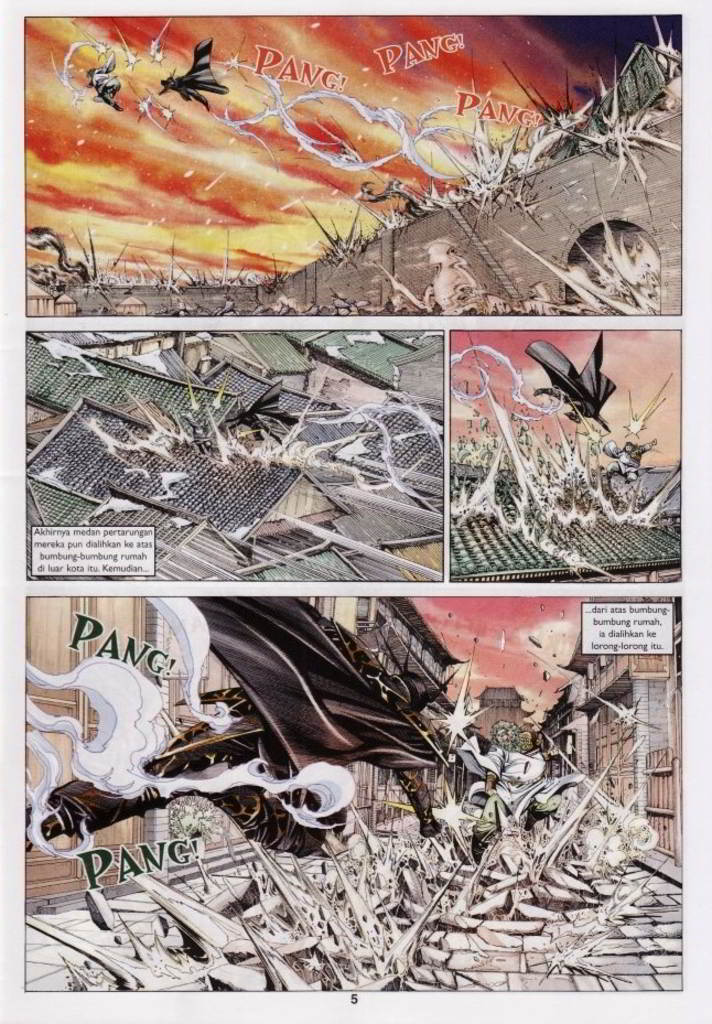 PANG!
PANG!
PANG!
Akhirnya medan pertarungan
mereka pun dialihkan ke atas
bumbung-bumbung rumah
di luar kota itu. Kemudian...
...dari atas bumbung-
bumbung rumah,
ia dialihkan ke
lorong-lorong itu.
PANG!
PANG!
5